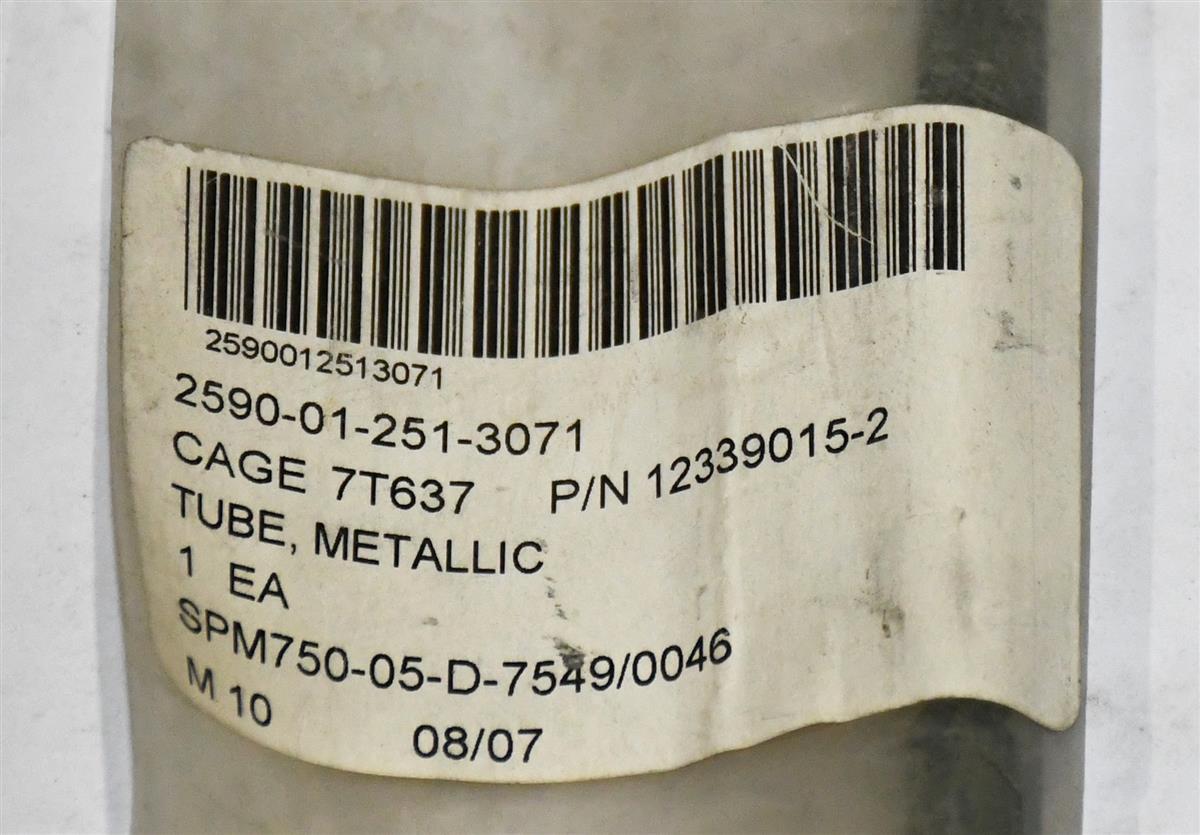 2590012513071
2590-01-251-3071
CAGE 7T637 P/N 12339015-2
TUBE, METALLIC
1 EA
SPM750-05-D-7549/0046
M 10 08/07